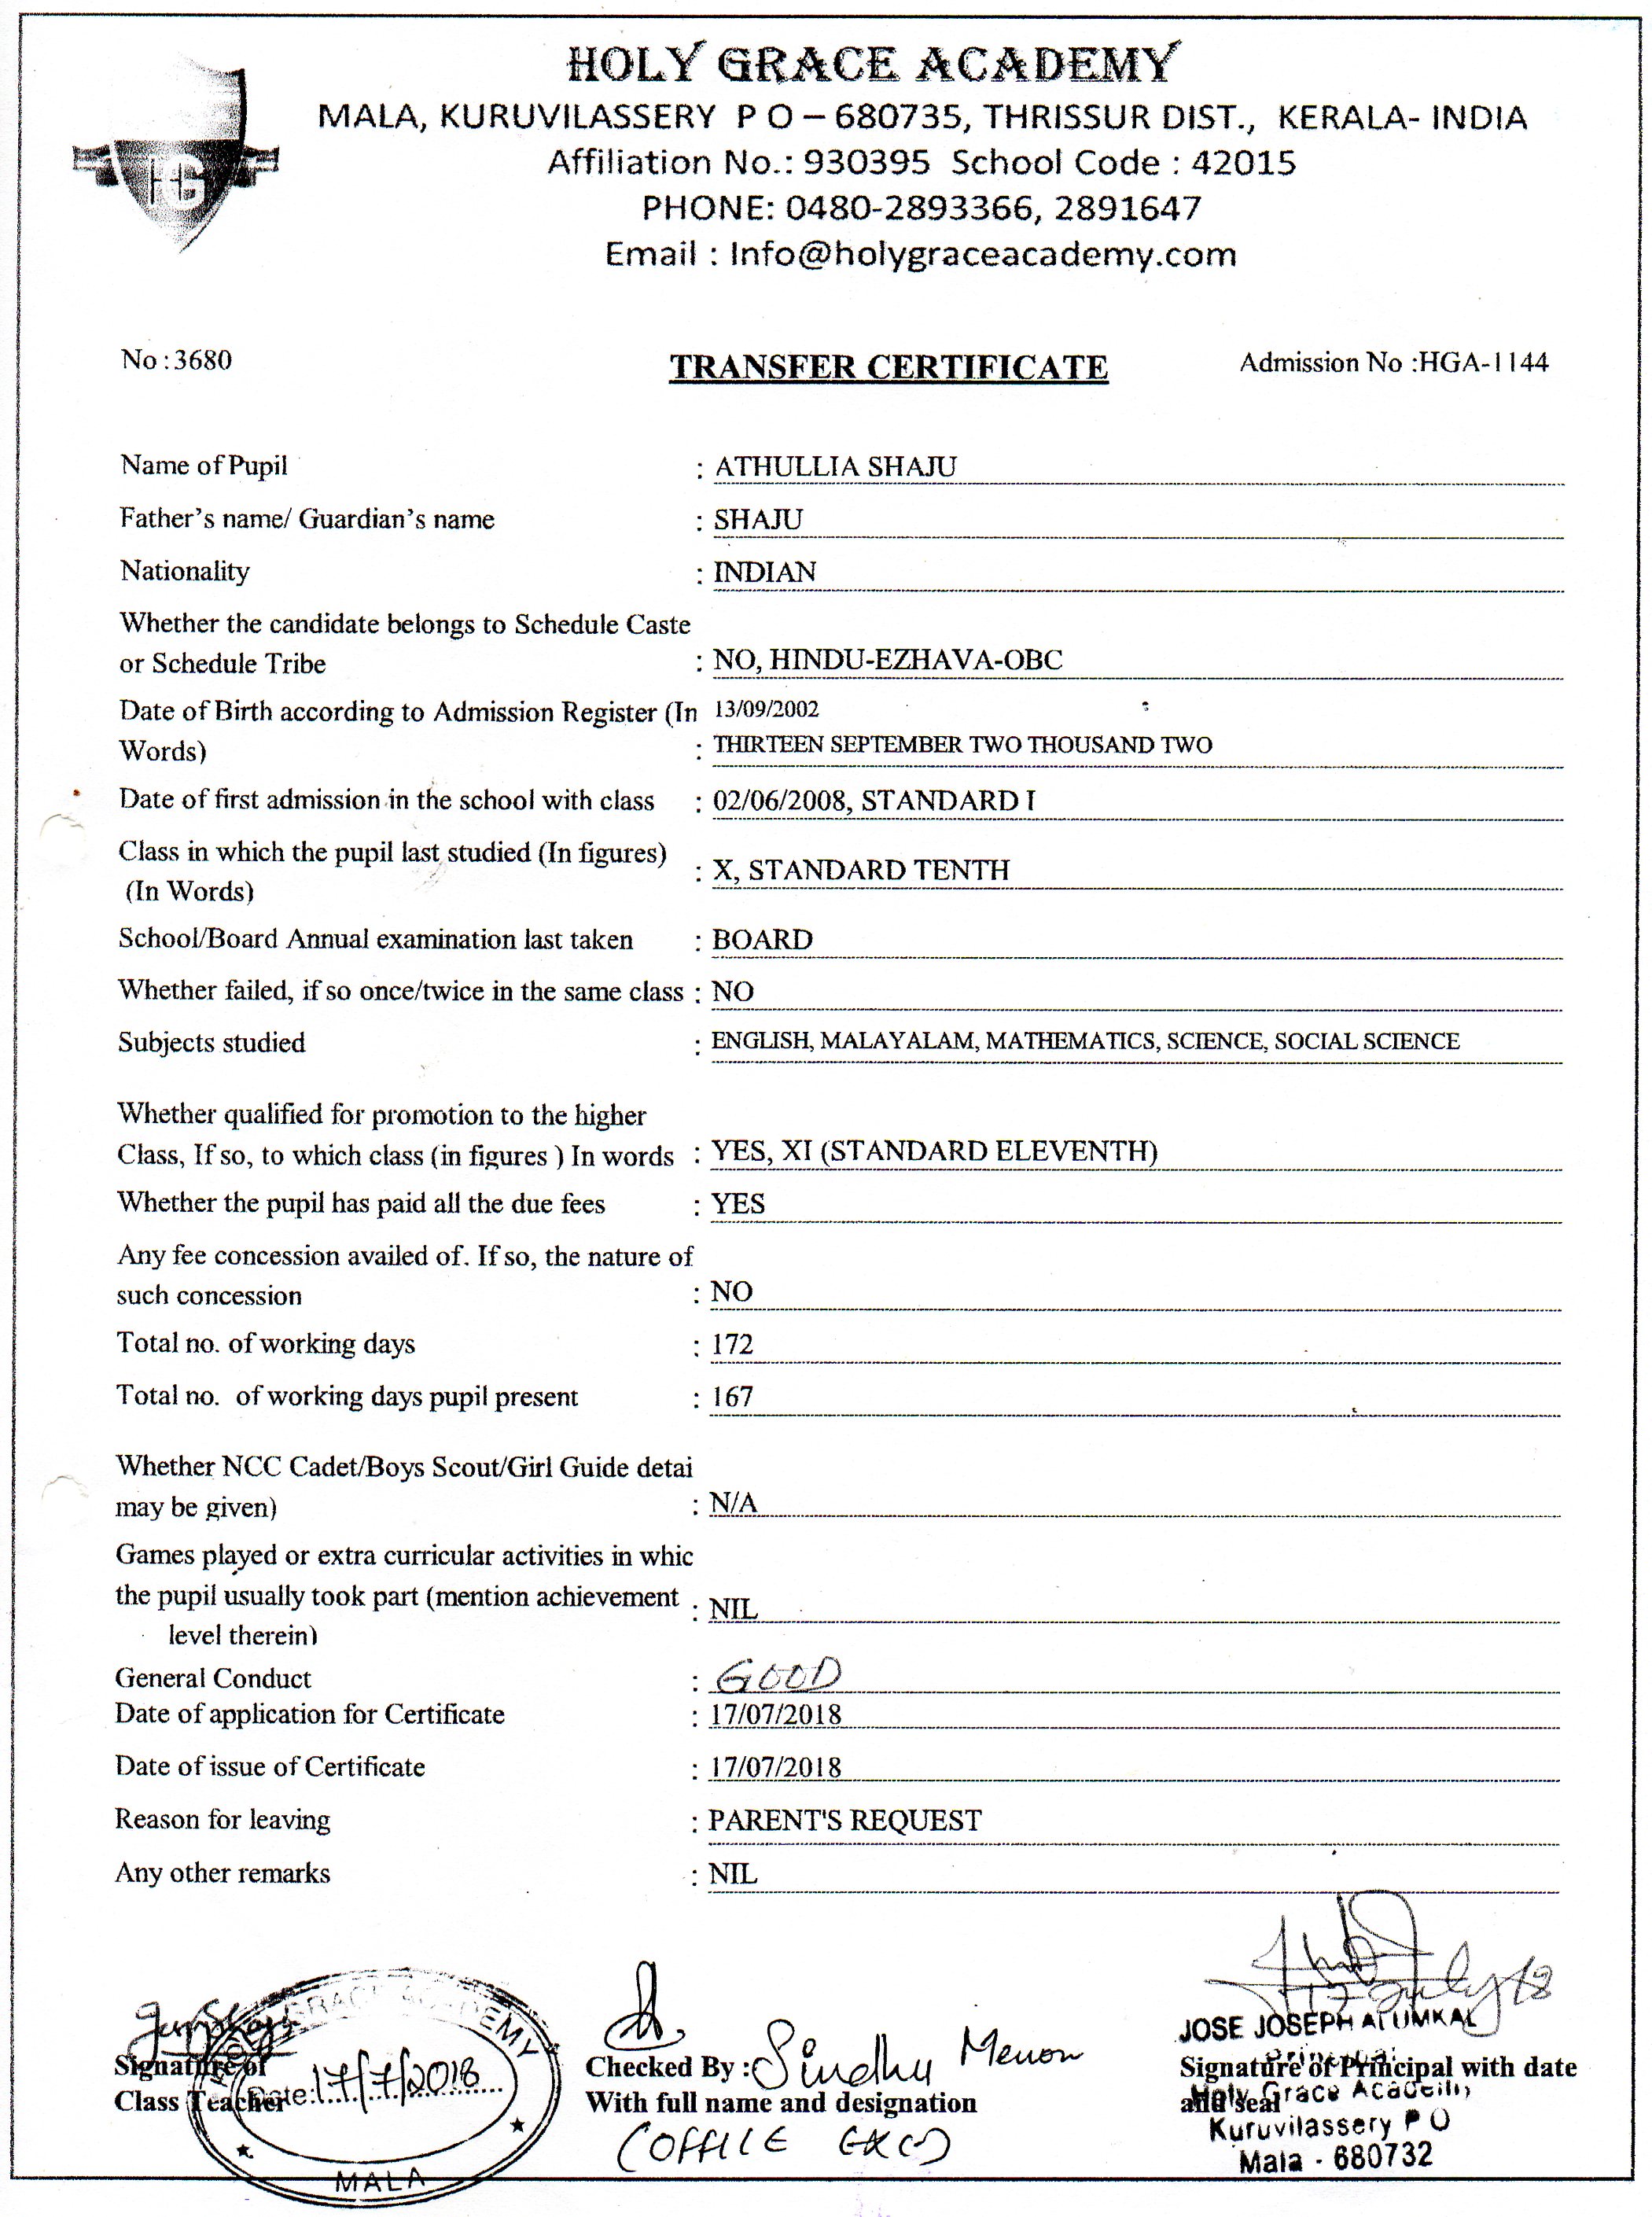 HOLY GRACE ACADEMY
MALA, KURUVILASSERY P O – 680735, THRISSUR DIST., KERALA- INDIA
Affiliation No.: 930395 School Code : 42015
PHONE: 0480-2893366, 2891647
Email : Info@holygraceacademy.com
HG
No :3680 TRANSFER CERTIFICATE Admission No :HGA-1144
Name of Pupil : ATHULLIA SHAJU
Father's name/ Guardian's name : SHAJU
Nationality : INDIAN
Whether the candidate belongs to Schedule Caste
or Schedule Tribe : NO, HINDU-EZHAVA-OBC
Date of Birth according to Admission Register (In 13/09/2002
Words) : THIRTEEN SEPTEMBER TWO THOUSAND TWO
Date of first admission in the school with class : 02/06/2008, STANDARD I
Class in which the pupil last studied (In figures) : X, STANDARD TENTH
(In Words)
School/Board Annual examination last taken : BOARD
Whether failed, if so once/twice in the same class : NO
Subjects studied : ENGLISH, MALAYALAM, MATHEMATICS, SCIENCE, SOCIAL SCIENCE
Whether qualified for promotion to the higher
Class, If so, to which class (in figures ) In words : YES, XI (STANDARD ELEVENTH)
Whether the pupil has paid all the due fees : YES
Any fee concession availed of. If so, the nature of
such concession : NO
Total no. of working days : 172
Total no. of working days pupil present : 167
Whether NCC Cadet/Boys Scout/Girl Guide detai
may be given) : N/A
Games played or extra curricular activities in whic
the pupil usually took part (mention achievement : NIL
level therein)
General Conduct : GOOD
Date of application for Certificate : 17/07/2018
Date of issue of Certificate : 17/07/2018
Reason for leaving : PARENT'S REQUEST
Any other remarks : NIL
GRACE ACADEMY
Date: 17/7/2018
MALA
Signature of
Class Teacher
Checked By : Sindhu Menon
With full name and designation
(OFFICE
17 July 18
JOSE JOSEPH ALUMKAL
Principal
Signature of Principal with date
and seal
Holy Grace Academy
Kuruvilassery P O
Mala - 680732